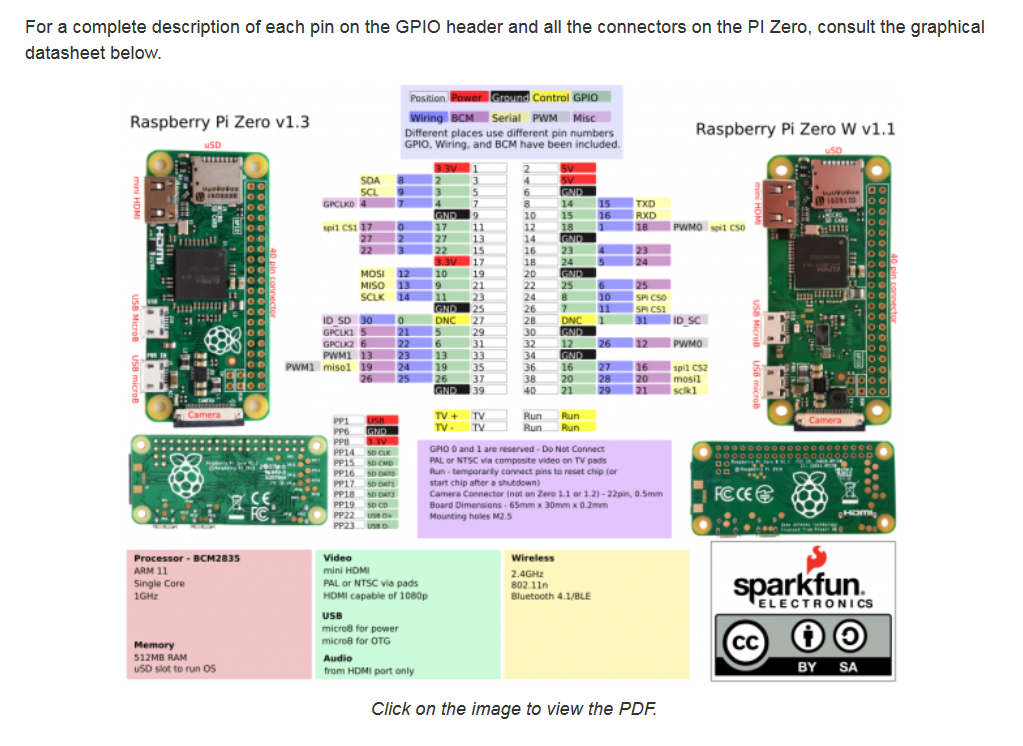 For a complete description of each pin on the GPIO header and all the connectors on the PI Zero, consult the graphical
datasheet below.
Position Power Ground Control GPIO
Wiring BCM Serial PWM Misc
Different places use different pin numbers
GPIO, Wiring, and BCM have been included.
Raspberry Pi Zero v1.3
Raspberry Pi Zero W v1.1
uSD
mini HDMI
USB MicroB
USB microB
40 pin connector
Camera
uSD
mini HDMI
USB MicroB
USB microB
40 pin connector
Camera
3.3V 1 2 5V
SDA 8 2 3 4 5V
SCL 9 3 5 6 GND
GPCLK0 4 7 4 7 8 14 15 TXD
GND 9 10 15 16 RXD
spi1 CS1 17 0 17 11 12 18 1 18 PWM0 spi1 CS0
27 2 27 13 14 GND
22 3 22 15 16 23 4 23
3.3V 17 18 24 5 24
MOSI 12 10 19 20 GND
MISO 13 9 21 22 25 6 25
SCLK 14 11 23 24 8 10 SPI CS0
GND 25 26 7 11 SPI CS1
ID_SD 30 0 DNC 27 28 DNC 1 31 ID_SC
GPCLK1 5 21 5 29 30 GND
GPCLK2 6 22 6 31 32 12 26 12 PWM0
PWM1 13 23 13 33 34 GND
PWM1 miso1 19 24 19 35 36 16 27 16 spi1 CS2
26 25 26 37 38 20 28 20 mosi1
GND 39 40 21 29 21 sclk1
TV + TV Run Run
TV - TV Run Run
PP1 USB
PP6 GND
PP8 3.3V
PP14 SD CLK
PP15 SD CMD
PP16 SD DAT0
PP17 SD DAT1
PP18 SD DAT2
PP19 SD CD
PP22 USB D+
PP23 USB D-
GPIO 0 and 1 are reserved - Do Not Connect
PAL or NTSC via composite video on TV pads
Run - temporarily connect pins to reset chip (or
start chip after a shutdown)
Camera Connector (not on Zero 1.1 or 1.2) - 22pin, 0.5mm
Board Dimensions - 65mm x 30mm x 0.2mm
Mounting holes M2.5
Processor - BCM2835
ARM 11
Single Core
1GHz
Memory
512MB RAM
uSD slot to run OS
Video
mini HDMI
PAL or NTSC via pads
HDMI capable of 1080p
USB
microB for power
microB for OTG
Audio
from HDMI port only
Wireless
2.4GHz
802.11n
Bluetooth 4.1/BLE
sparkfun.
ELECTRONICS
CC
BY SA
Click on the image to view the PDF.